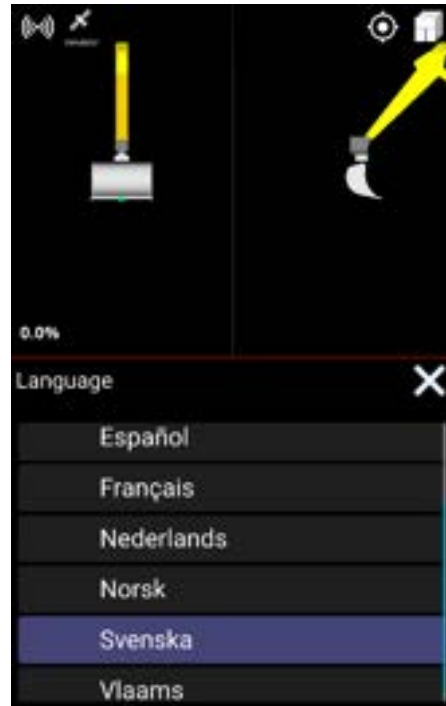 0.0%
Language
Español
Français
Nederlands
Norsk
Svenska
Vlaams